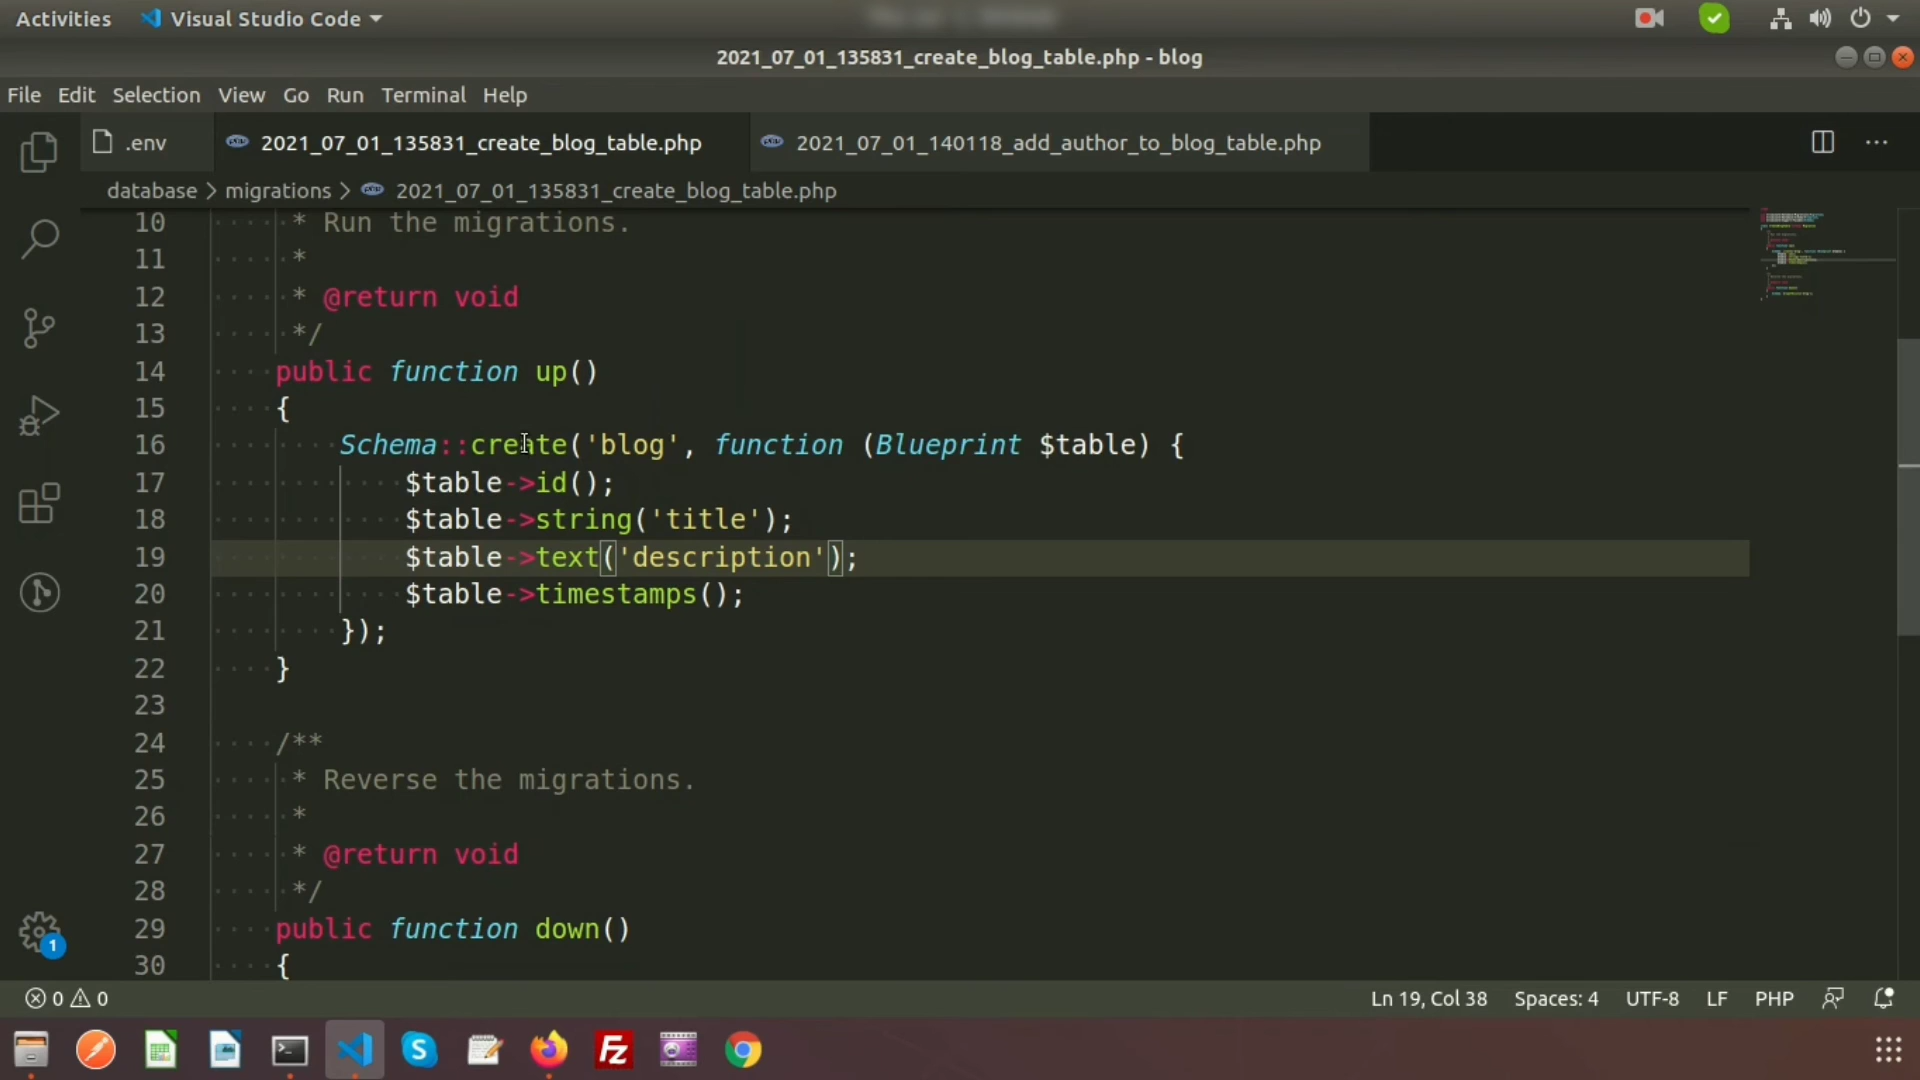 Activities Visual Studio Code
2021_07_01_135831_create_blog_table.php - blog
File Edit Selection View Go Run Terminal Help
.env 2021_07_01_135831_create_blog_table.php 2021_07_01_140118_add_author_to_blog_table.php
database > migrations > 2021_07_01_135831_create_blog_table.php
10 * Run the migrations.
11 *
12 * @return void
13 */
14 public function up()
15 {
16 Schema::create('blog', function (Blueprint $table) {
17 $table->id();
18 $table->string('title');
19 $table->text('description');
20 $table->timestamps();
21 });
22 }
23
24 /**
25 * Reverse the migrations.
26 *
27 * @return void
28 */
29 public function down()
30 {
1
0 0 Ln 19, Col 38 Spaces: 4 UTF-8 LF PHP